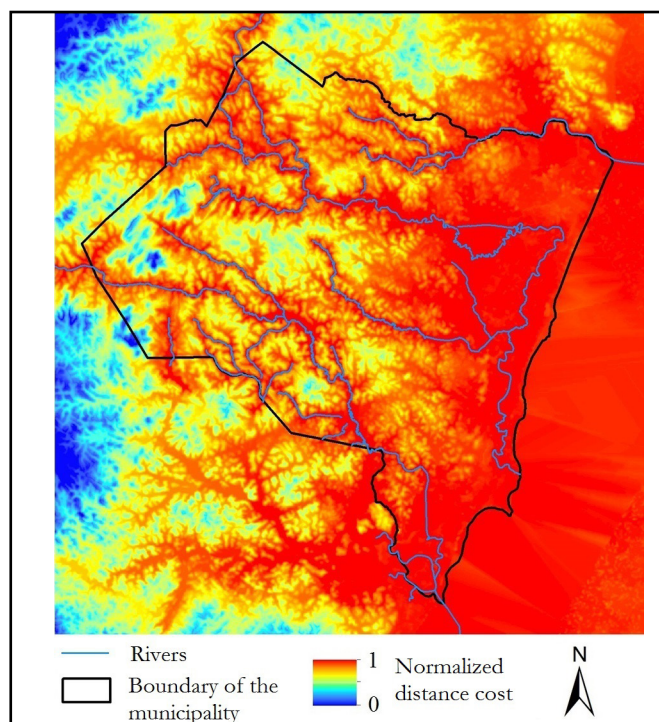 Rivers
Boundary of the
municipality
1
0
Normalized
distance cost
N